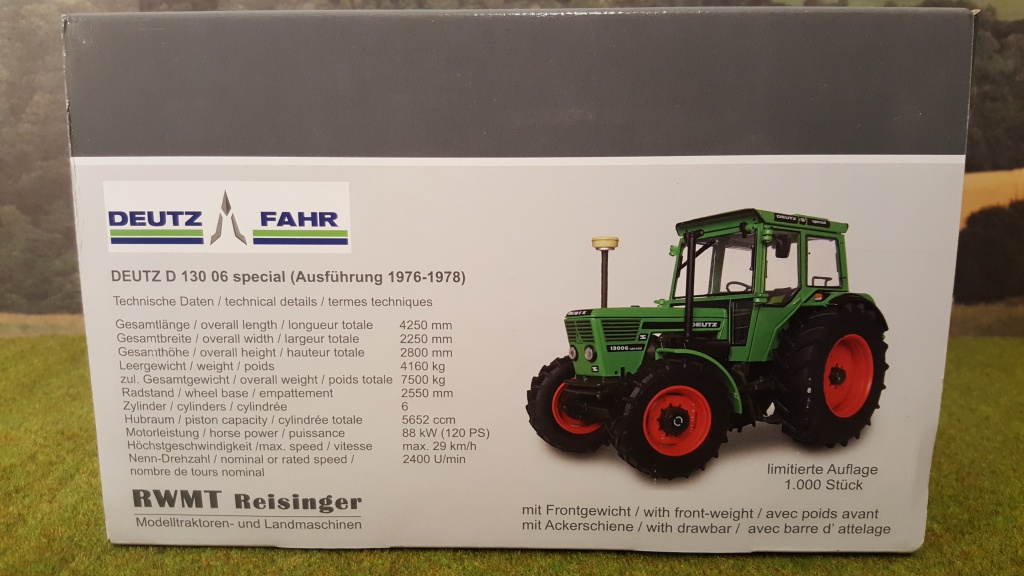 DEUTZ FAHR
DEUTZ D 130 06 special (Ausführung 1976-1978)
Technische Daten / technical details / termes techniques
Gesamtlänge / overall length / longueur totale 4250 mm
Gesamtbreite / overall width / largeur totale 2250 mm
Gesamthöhe / overall height / hauteur totale 2800 mm
Leergewicht / weight / poids 4160 kg
zul. Gesamtgewicht / overall weight / poids totale 7500 kg
Radstand / wheel base / empattement 2550 mm
Zylinder / cylinders / cylindrée 6
Hubraum / piston capacity / cylindrée totale 5652 ccm
Motorleistung / horse power / puissance 88 kW (120 PS)
Höchstgeschwindigkeit /max. speed / vitesse max. 29 km/h
Nenn-Drehzahl / nominal or rated speed / 2400 U/min
nombre de tours nominal
RWMT Reisinger
Modelltraktoren- und Landmaschinen
DEUTZ special
DEUTZ
DEUTZ
13006 special
limitierte Auflage
1.000 Stück
mit Frontgewicht / with front-weight / avec poids avant
mit Ackerschiene / with drawbar / avec barre d' attelage